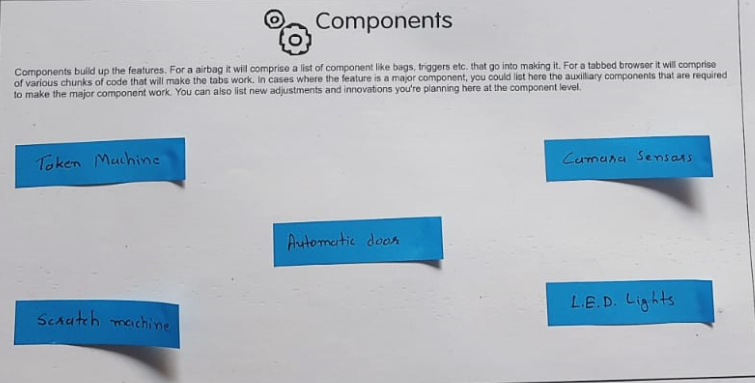 Components
Components build up the features. For a airbag it will comprise a list of component like bags, triggers etc. that go into making it. For a tabbed browser it will comprise
of various chunks of code that will make the tabs work. In cases where the feature is a major component, you could list here the auxilliary components that are required
to make the major component work. You can also list new adjustments and innovations you're planning here at the component level.
Token Machine
Camara Sensars
Automatic door
L.E.D. Lights
Scratch machine